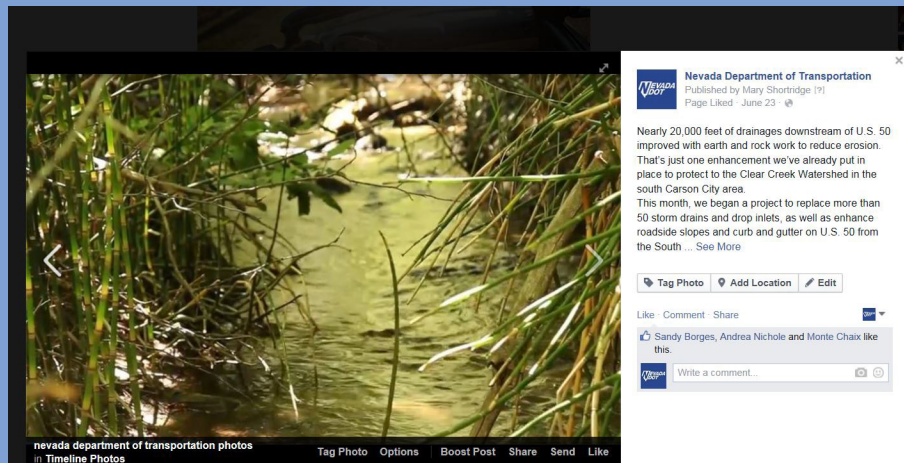 Nevada Department of Transportation
NEVADA
DOT
Published by Mary Shortridge [?]
Page Liked · June 23 ·
Nearly 20,000 feet of drainages downstream of U.S. 50
improved with earth and rock work to reduce erosion.
That's just one enhancement we've already put in
place to protect to the Clear Creek Watershed in the
south Carson City area.
This month, we began a project to replace more than
50 storm drains and drop inlets, as well as enhance
roadside slopes and curb and gutter on U.S. 50 from
the South ... See More
Tag Photo Add Location Edit
Like · Comment · Share
Sandy Borges, Andrea Nichole and Monte Chaix like
this.
NEVADA
DOT
Write a comment...
nevada department of transportation photos
in Timeline Photos
Tag Photo Options Boost Post Share Send Like